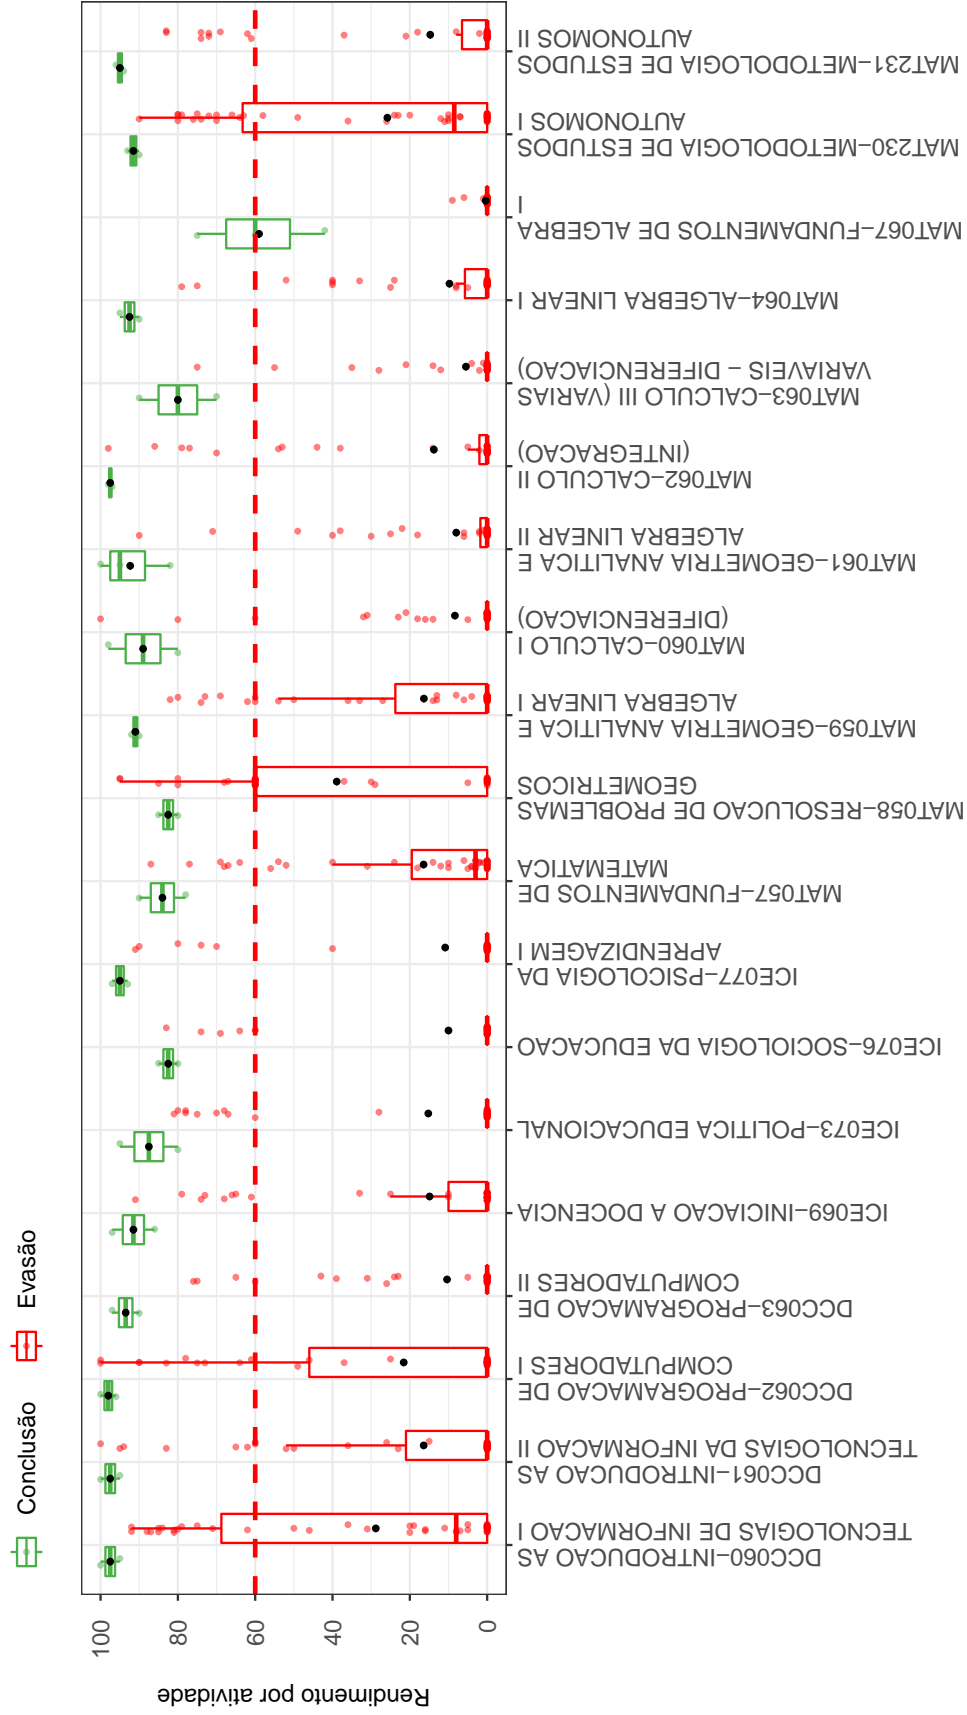 Conclusão
Evasão
Rendimento por atividade
0
20
40
60
80
100
DCC060–INTRODUCAO AS
TECNOLOGIAS DE INFORMACAO I
DCC061–INTRODUCAO AS
TECNOLOGIAS DA INFORMACAO II
DCC062–PROGRAMACAO DE
COMPUTADORES I
DCC063–PROGRAMACAO DE
COMPUTADORES II
ICE069–INICIACAO A DOCENCIA
ICE073–POLITICA EDUCACIONAL
ICE076–SOCIOLOGIA DA EDUCACAO
ICE077–PSICOLOGIA DA
APRENDIZAGEM I
MAT057–FUNDAMENTOS DE
MATEMATICA
MAT058–RESOLUCAO DE PROBLEMAS
GEOMETRICOS
MAT059–GEOMETRIA ANALITICA E
ALGEBRA LINEAR I
MAT060–CALCULO I
(DIFERENCIACAO)
MAT061–GEOMETRIA ANALITICA E
ALGEBRA LINEAR II
MAT062–CALCULO II
(INTEGRACAO)
MAT063–CALCULO III (VARIAS
VARIAVEIS – DIFERENCIACAO)
MAT064–ALGEBRA LINEAR I
MAT067–FUNDAMENTOS DE ALGEBRA
I
MAT230–METODOLOGIA DE ESTUDOS
AUTONOMOS I
MAT231–METODOLOGIA DE ESTUDOS
AUTONOMOS II